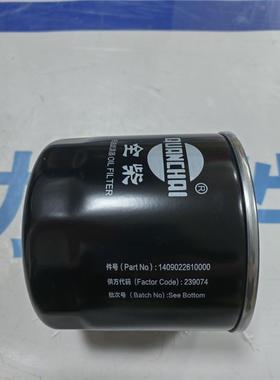 QUANCHAI
®
全柴
OIL FILTER
件号 ( Part No) : 1409022610000
供方代码 ( Factor Code) : 239074
批次号 ( Batch No) :See Bottom